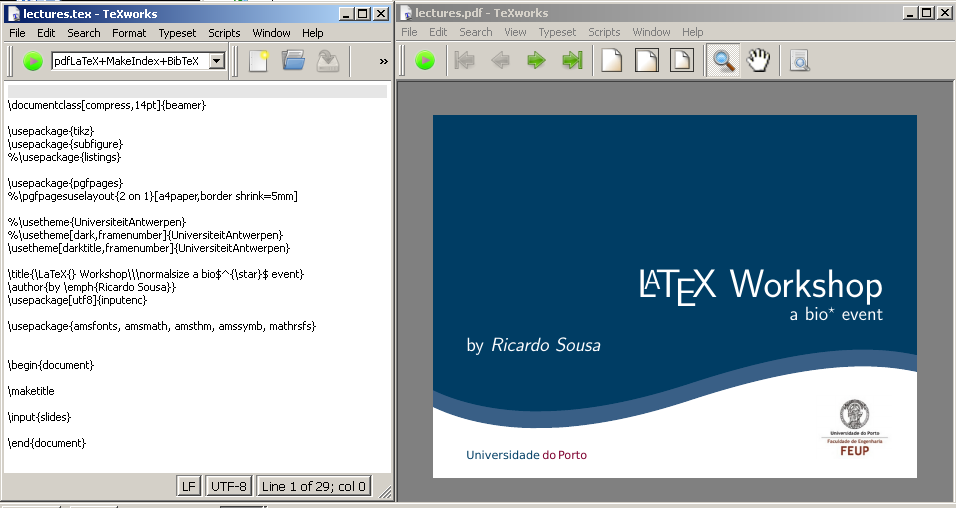 lectures.tex - TeXworks
File Edit Search Format Typeset Scripts Window Help
pdfLaTeX+MakeIndex+BibTeX
»
\documentclass[compress,14pt]{beamer}
\usepackage{tikz}
\usepackage{subfigure}
%\usepackage{listings}
\usepackage{pgfpages}
%\pgfpagesuselayout{2 on 1}[a4paper,border shrink=5mm]
%\usetheme{UniversiteitAntwerpen}
%\usetheme[dark,framenumber]{UniversiteitAntwerpen}
\usetheme[darktitle,framenumber]{UniversiteitAntwerpen}
\title{\LaTeX{} Workshop\\\normalsize a bio$^{\star}$ event}
\author{by \emph{Ricardo Sousa}}
\usepackage[utf8]{inputenc}
\usepackage{amsfonts, amsmath, amsthm, amssymb, mathrsfs}
\begin{document}
\maketitle
\input{slides}
\end{document}
LF UTF-8 Line 1 of 29; col 0
lectures.pdf - TeXworks
File Edit Search View Typeset Scripts Window Help
LATEX Workshop
a bio* event
by Ricardo Sousa
Universidade do Porto
Universidade do Porto
Faculdade de Engenharia
FEUP